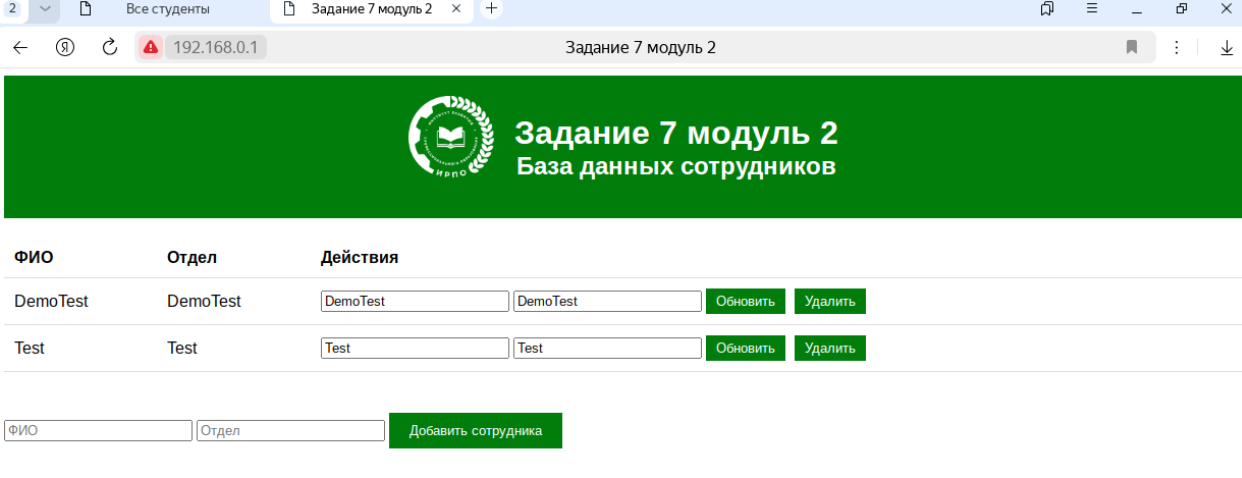 2 Все студенты Задание 7 модуль 2
192.168.0.1 Задание 7 модуль 2
Задание 7 модуль 2
База данных сотрудников
ИРПО
ФИО Отдел Действия
DemoTest DemoTest DemoTest DemoTest Обновить Удалить
Test Test Test Test Обновить Удалить
ФИО Отдел Добавить сотрудника